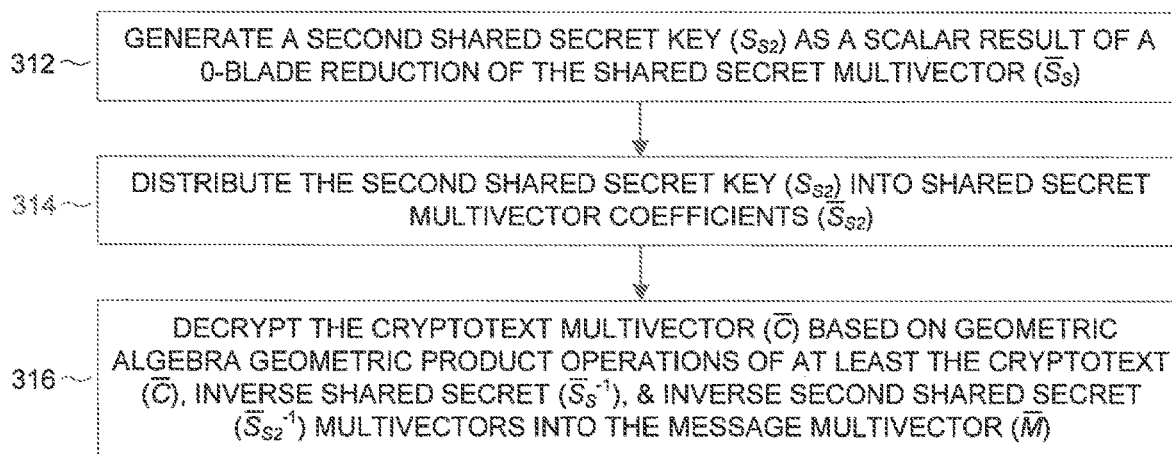 312 GENERATE A SECOND SHARED SECRET KEY (S_S2) AS A SCALAR RESULT OF A
0-BLADE REDUCTION OF THE SHARED SECRET MULTIVECTOR (S̅_S)
314 DISTRIBUTE THE SECOND SHARED SECRET KEY (S_S2) INTO SHARED SECRET
MULTIVECTOR COEFFICIENTS (S̅_S2)
DECRYPT THE CRYPTOTEXT MULTIVECTOR (C̅) BASED ON GEOMETRIC
ALGEBRA GEOMETRIC PRODUCT OPERATIONS OF AT LEAST THE CRYPTOTEXT
316 (C̅), INVERSE SHARED SECRET (S̅_S⁻¹), & INVERSE SECOND SHARED SECRET
(S̅_S2⁻¹) MULTIVECTORS INTO THE MESSAGE MULTIVECTOR (M̅)